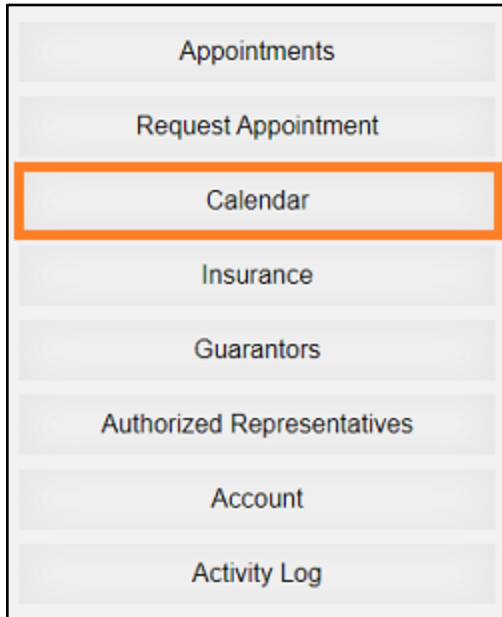 Appointments
Request Appointment
Calendar
Insurance
Guarantors
Authorized Representatives
Account
Activity Log